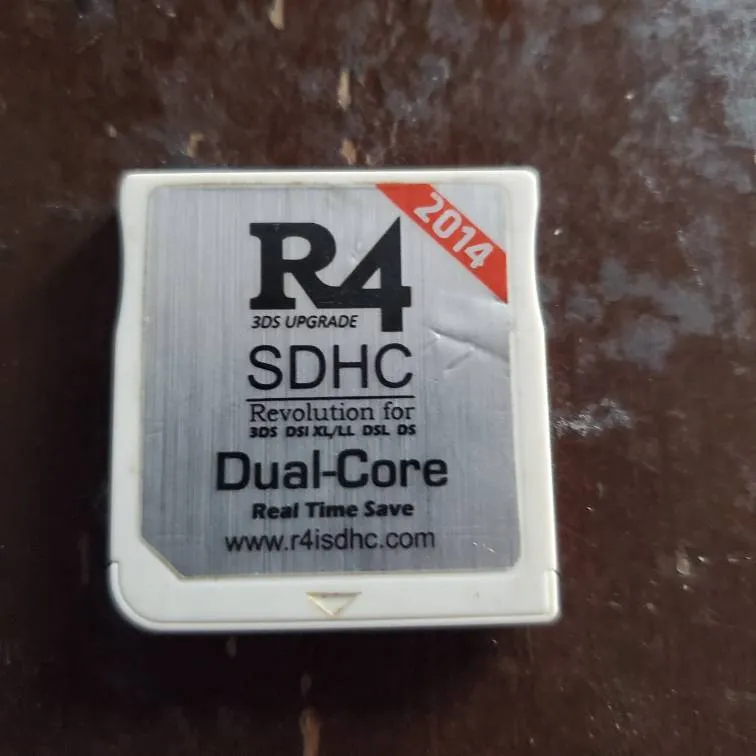 2014
R4
3DS UPGRADE
SDHC
Revolution for
3DS DSI XL/LL DSL DS
Dual-Core
Real Time Save
www.r4isdhc.com